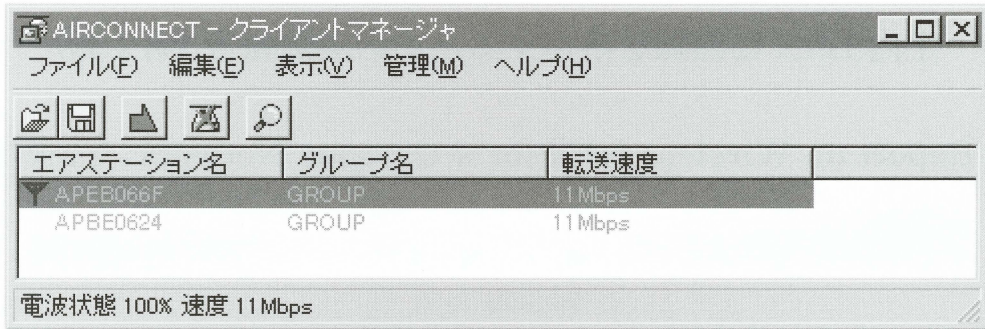 AIRCONNECT - クライアントマネージャ
ファイル(F) 編集(E) 表示(V) 管理(M) ヘルプ(H)
エアステーション名 グループ名 転送速度
APEB066F GROUP 11Mbps
APBE0624 GROUP 11Mbps
電波状態 100% 速度 11Mbps